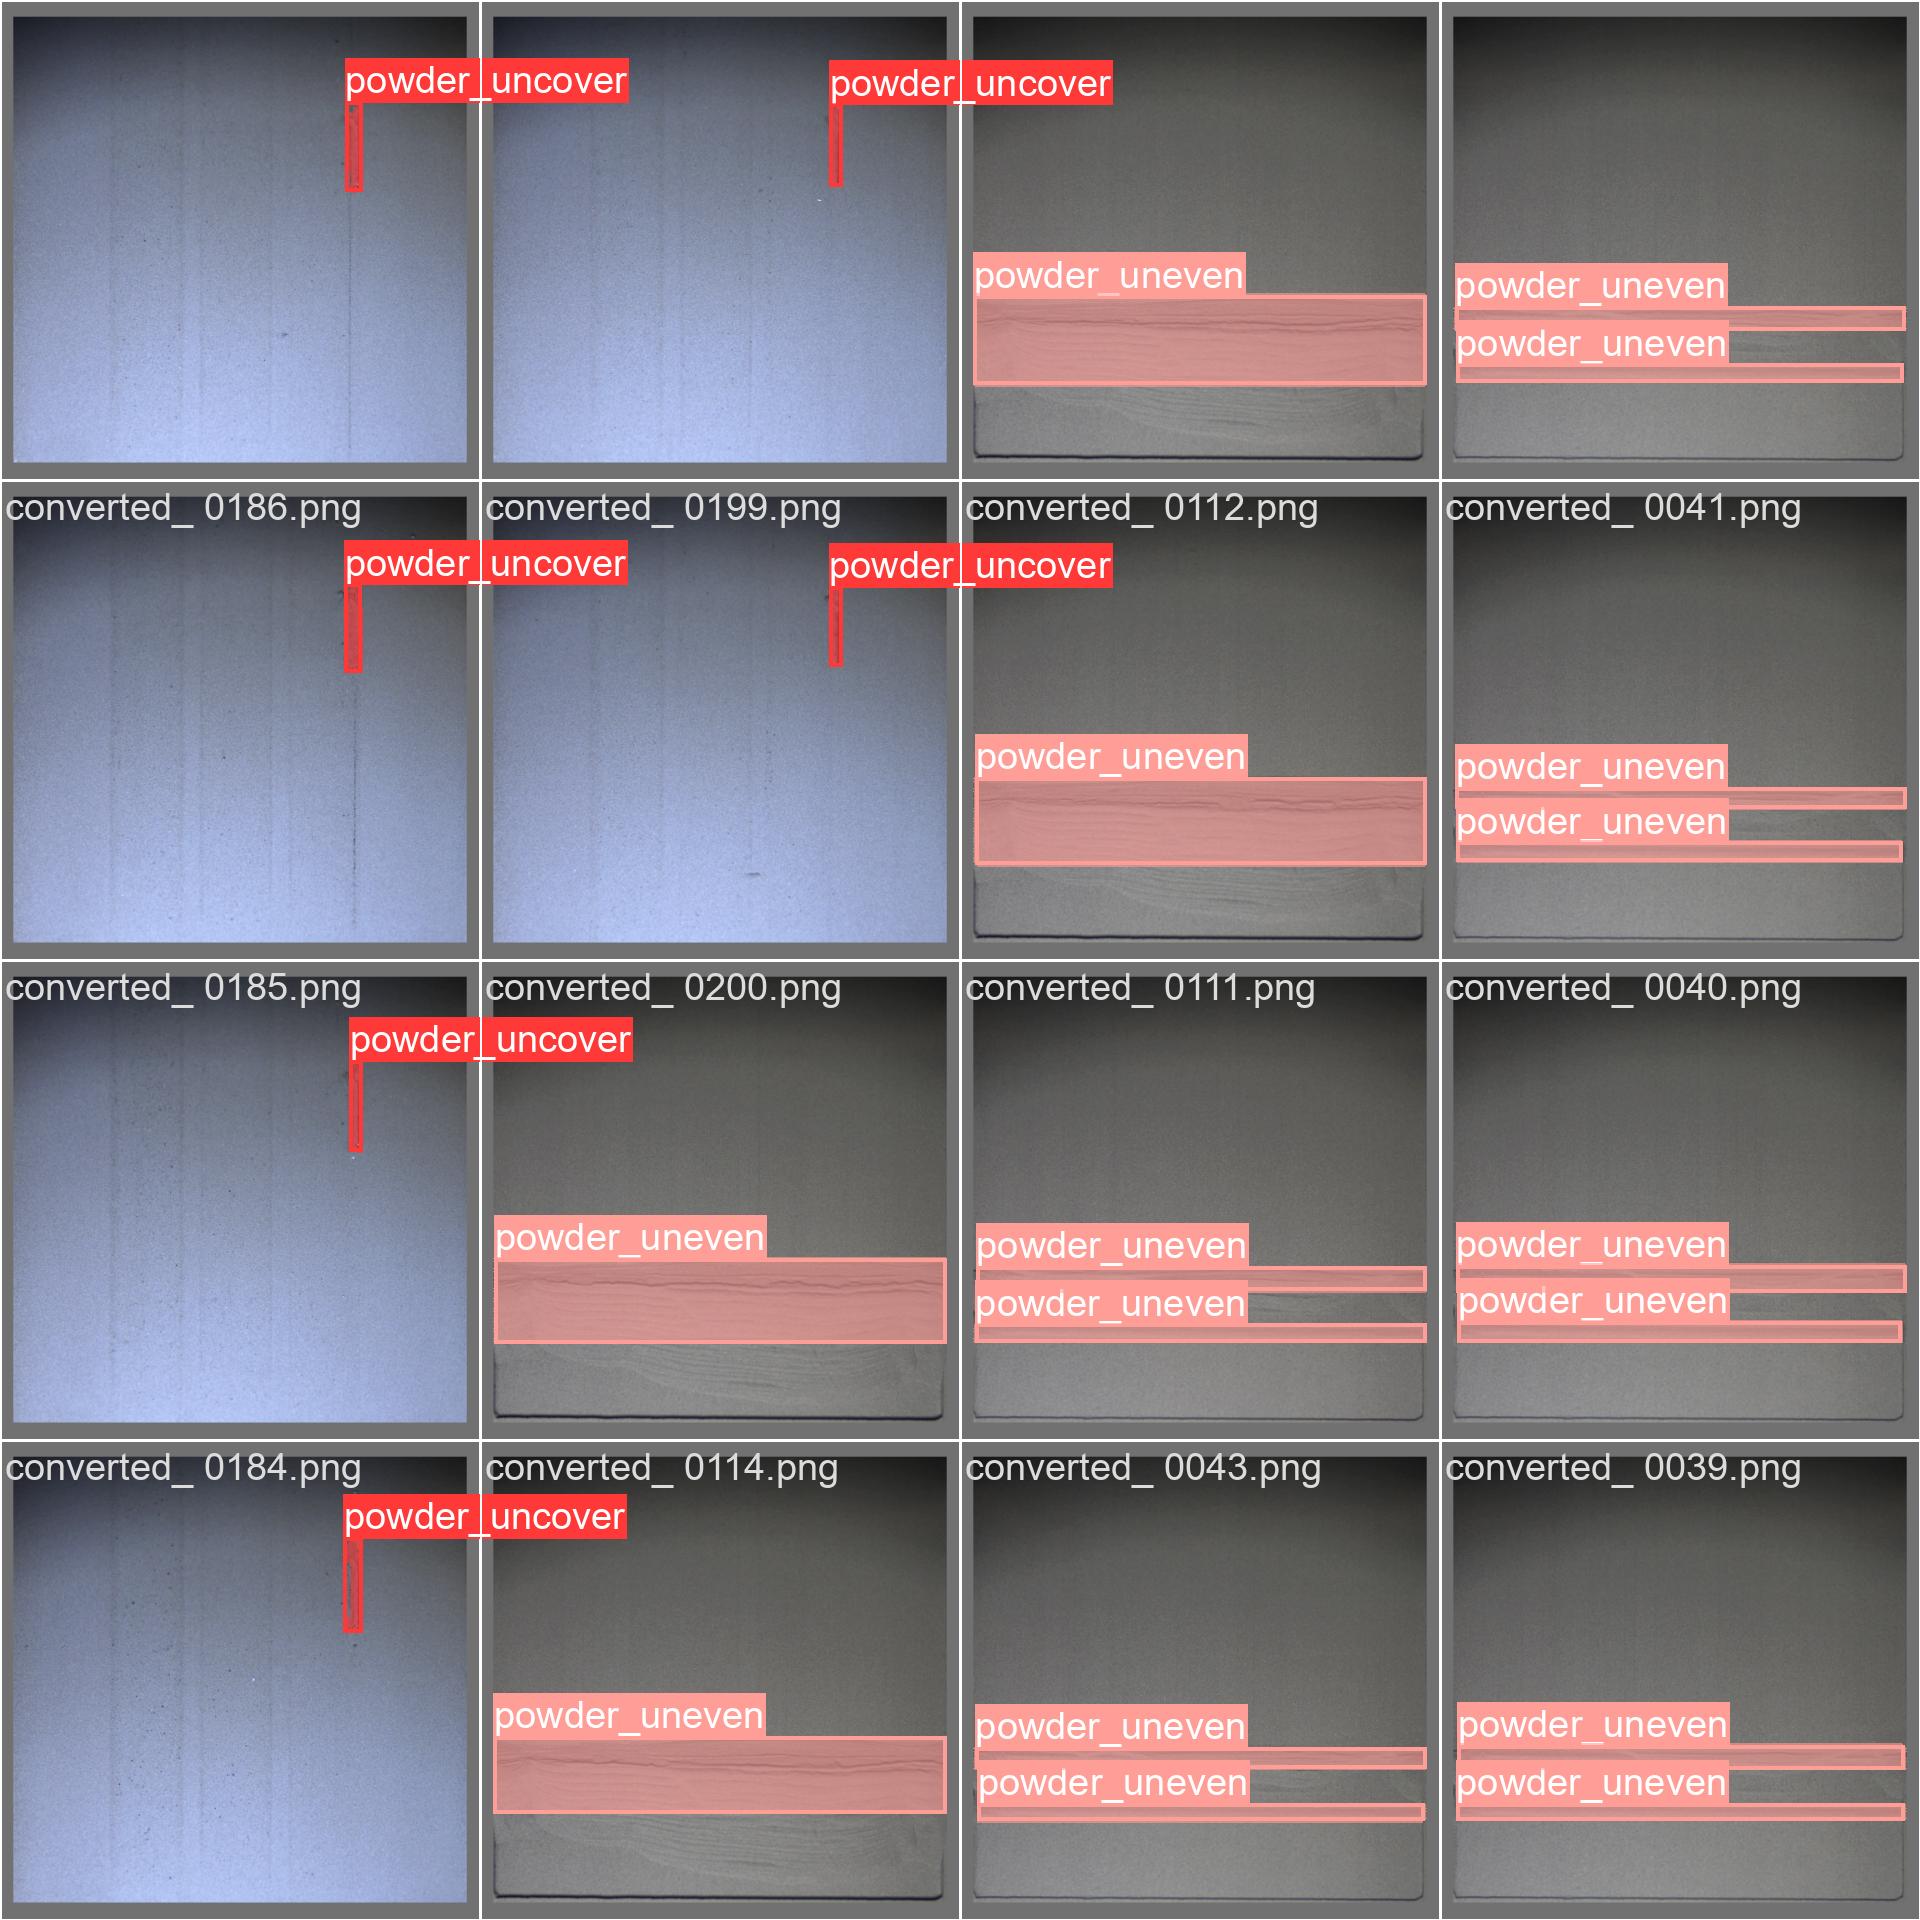 powder_uncover
powder_uncover
powder_uneven
powder_uneven
powder_uneven
converted_ 0186.png
converted_ 0199.png
converted_ 0112.png
converted_ 0041.png
powder_uncover
powder_uncover
powder_uneven
powder_uneven
powder_uneven
converted_ 0185.png
converted_ 0200.png
converted_ 0111.png
converted_ 0040.png
powder_uncover
powder_uneven
powder_uneven
powder_uneven
powder_uneven
powder_uneven
converted_ 0184.png
converted_ 0114.png
converted_ 0043.png
converted_ 0039.png
powder_uncover
powder_uneven
powder_uneven
powder_uneven
powder_uneven
powder_uneven